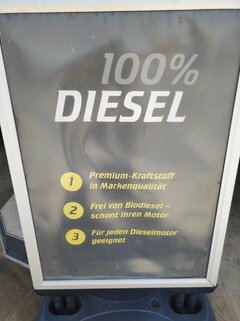 100%
DIESEL
1 Premium-Kraftstoff
in Markenqualität
2 Frei von Biodiesel –
schont Ihren Motor
3 Für jeden Dieselmotor
geeignet